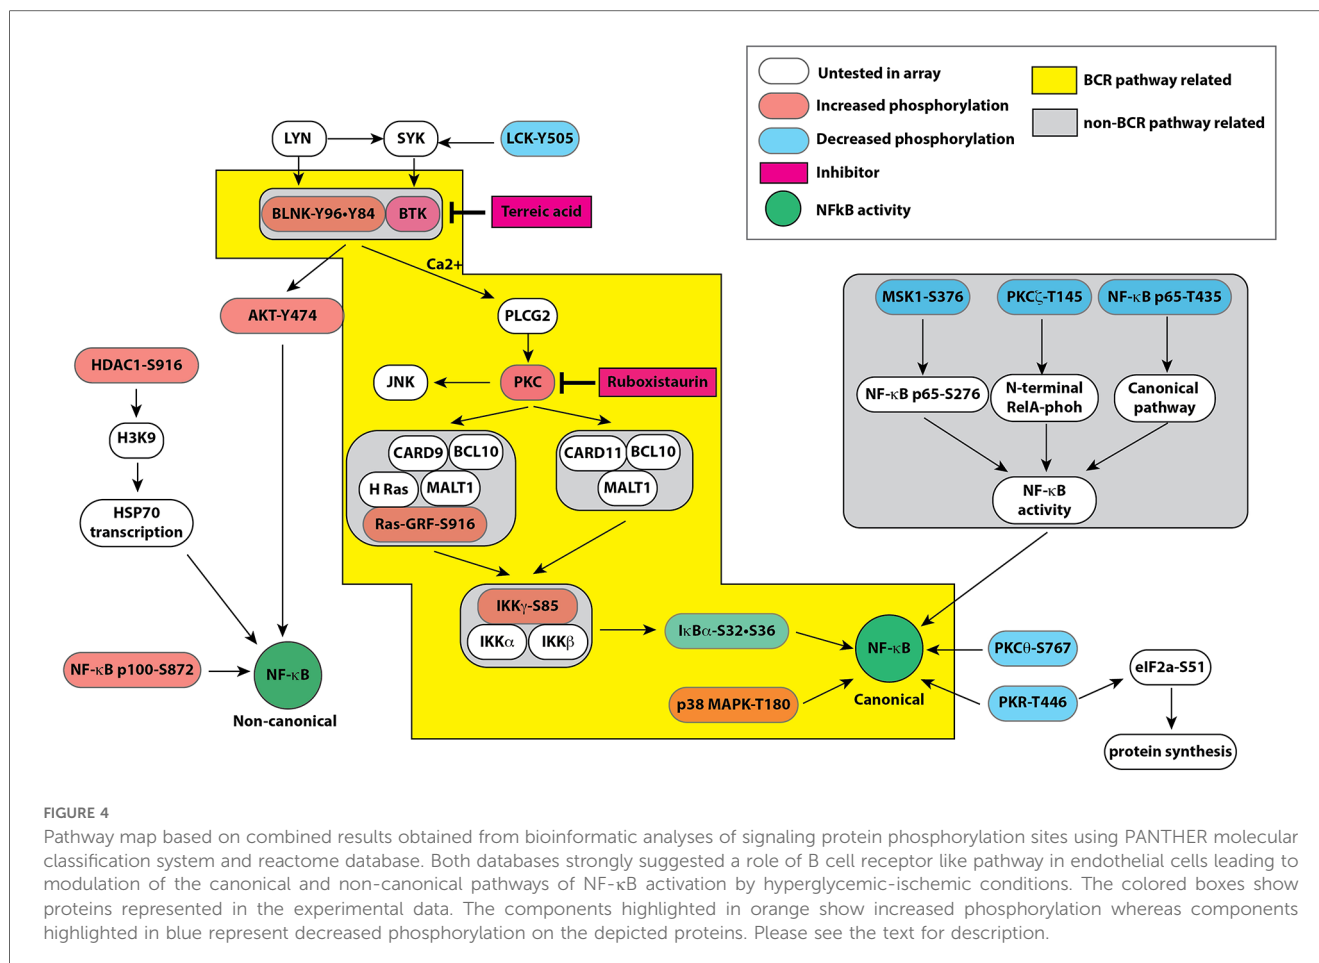 Untested in array
Increased phosphorylation
Decreased phosphorylation
Inhibitor
NFkB activity
BCR pathway related
non-BCR pathway related
LYN
SYK
LCK-Y505
BLNK-Y96•Y84
BTK
Terreic acid
Ca2+
AKT-Y474
PLCG2
HDAC1-S916
JNK
PKC
Ruboxistaurin
H3K9
CARD9
BCL10
H Ras
MALT1
Ras-GRF-S916
CARD11
BCL10
MALT1
HSP70
transcription
MSK1-S376
PKCζ-T145
NF-κB p65-T435
NF-κB p65-S276
N-terminal
RelA-phoh
Canonical
pathway
NF-κB
activity
IKKγ-S85
IKKα
IKKβ
IκBα-S32•S36
NF-κB
PKCθ-S767
eIF2a-S51
NF-κB p100-S872
NF-κB
Non-canonical
p38 MAPK-T180
Canonical
PKR-T446
protein synthesis
FIGURE 4
Pathway map based on combined results obtained from bioinformatic analyses of signaling protein phosphorylation sites using PANTHER molecular
classification system and reactome database. Both databases strongly suggested a role of B cell receptor like pathway in endothelial cells leading to
modulation of the canonical and non-canonical pathways of NF-κB activation by hyperglycemic-ischemic conditions. The colored boxes show
proteins represented in the experimental data. The components highlighted in orange show increased phosphorylation whereas components
highlighted in blue represent decreased phosphorylation on the depicted proteins. Please see the text for description.